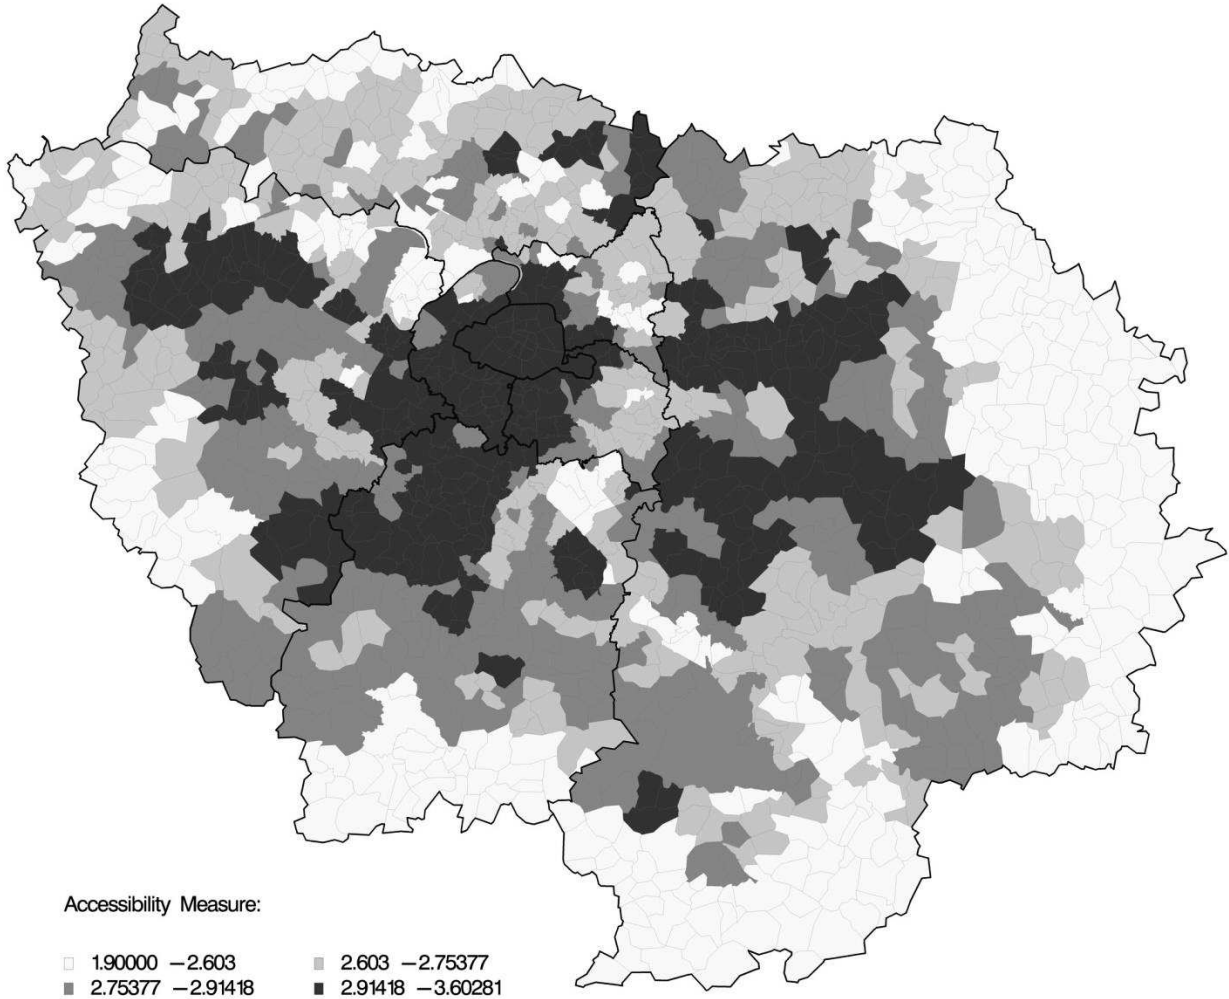 Accessibility Measure:
1.90000 –2.603 2.603 –2.75377
2.75377 –2.91418 2.91418 –3.60281